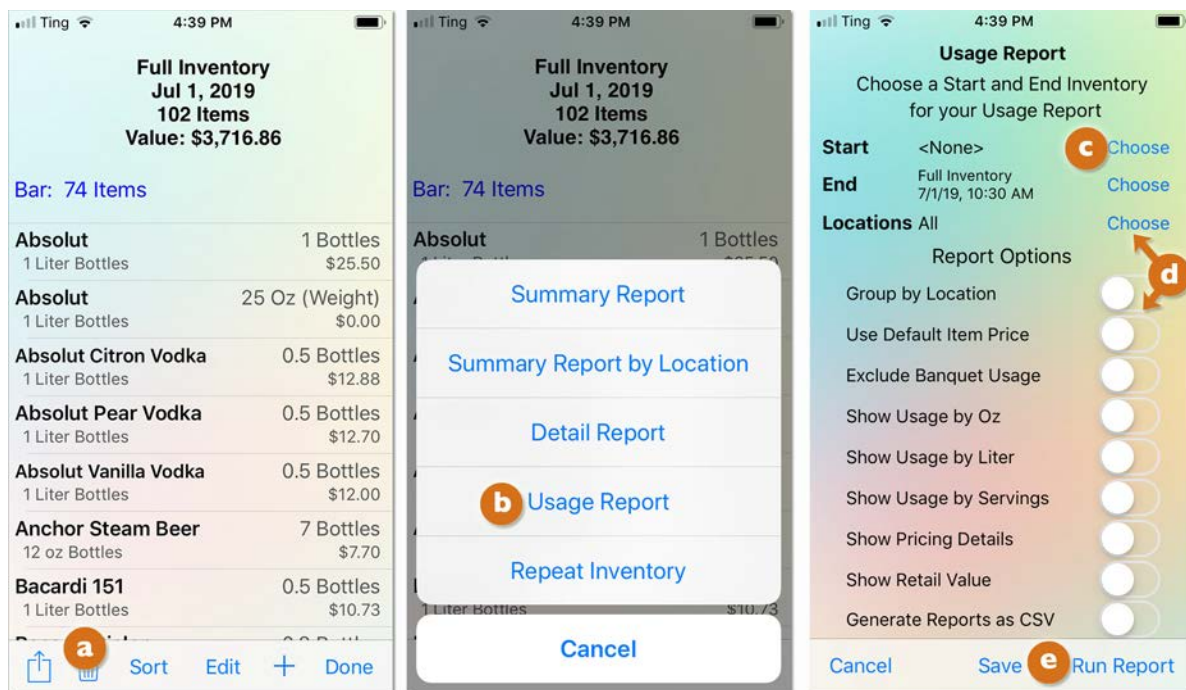 Ting 4:39 PM
Full Inventory
Jul 1, 2019
102 Items
Value: $3,716.86
Bar: 74 Items
Absolut 1 Bottles
1 Liter Bottles $25.50
Absolut 25 Oz (Weight)
1 Liter Bottles $0.00
Absolut Citron Vodka 0.5 Bottles
1 Liter Bottles $12.88
Absolut Pear Vodka 0.5 Bottles
1 Liter Bottles $12.70
Absolut Vanilla Vodka 0.5 Bottles
1 Liter Bottles $12.00
Anchor Steam Beer 7 Bottles
12 oz Bottles $7.70
Bacardi 151 0.5 Bottles
1 Liter Bottles $10.73
a
Sort Edit + Done
Ting 4:39 PM
Full Inventory
Jul 1, 2019
102 Items
Value: $3,716.86
Bar: 74 Items
Absolut 1 Bottles
Summary Report
Summary Report by Location
Detail Report
b Usage Report
Repeat Inventory
1 Liter Bottles $10.73
Cancel
Ting 4:39 PM
Usage Report
Choose a Start and End Inventory
for your Usage Report
Start <None> c Choose
End Full Inventory Choose
7/1/19, 10:30 AM
Locations All Choose
d
Report Options
Group by Location
Use Default Item Price
Exclude Banquet Usage
Show Usage by Oz
Show Usage by Liter
Show Usage by Servings
Show Pricing Details
Show Retail Value
Generate Reports as CSV
Cancel Save e Run Report